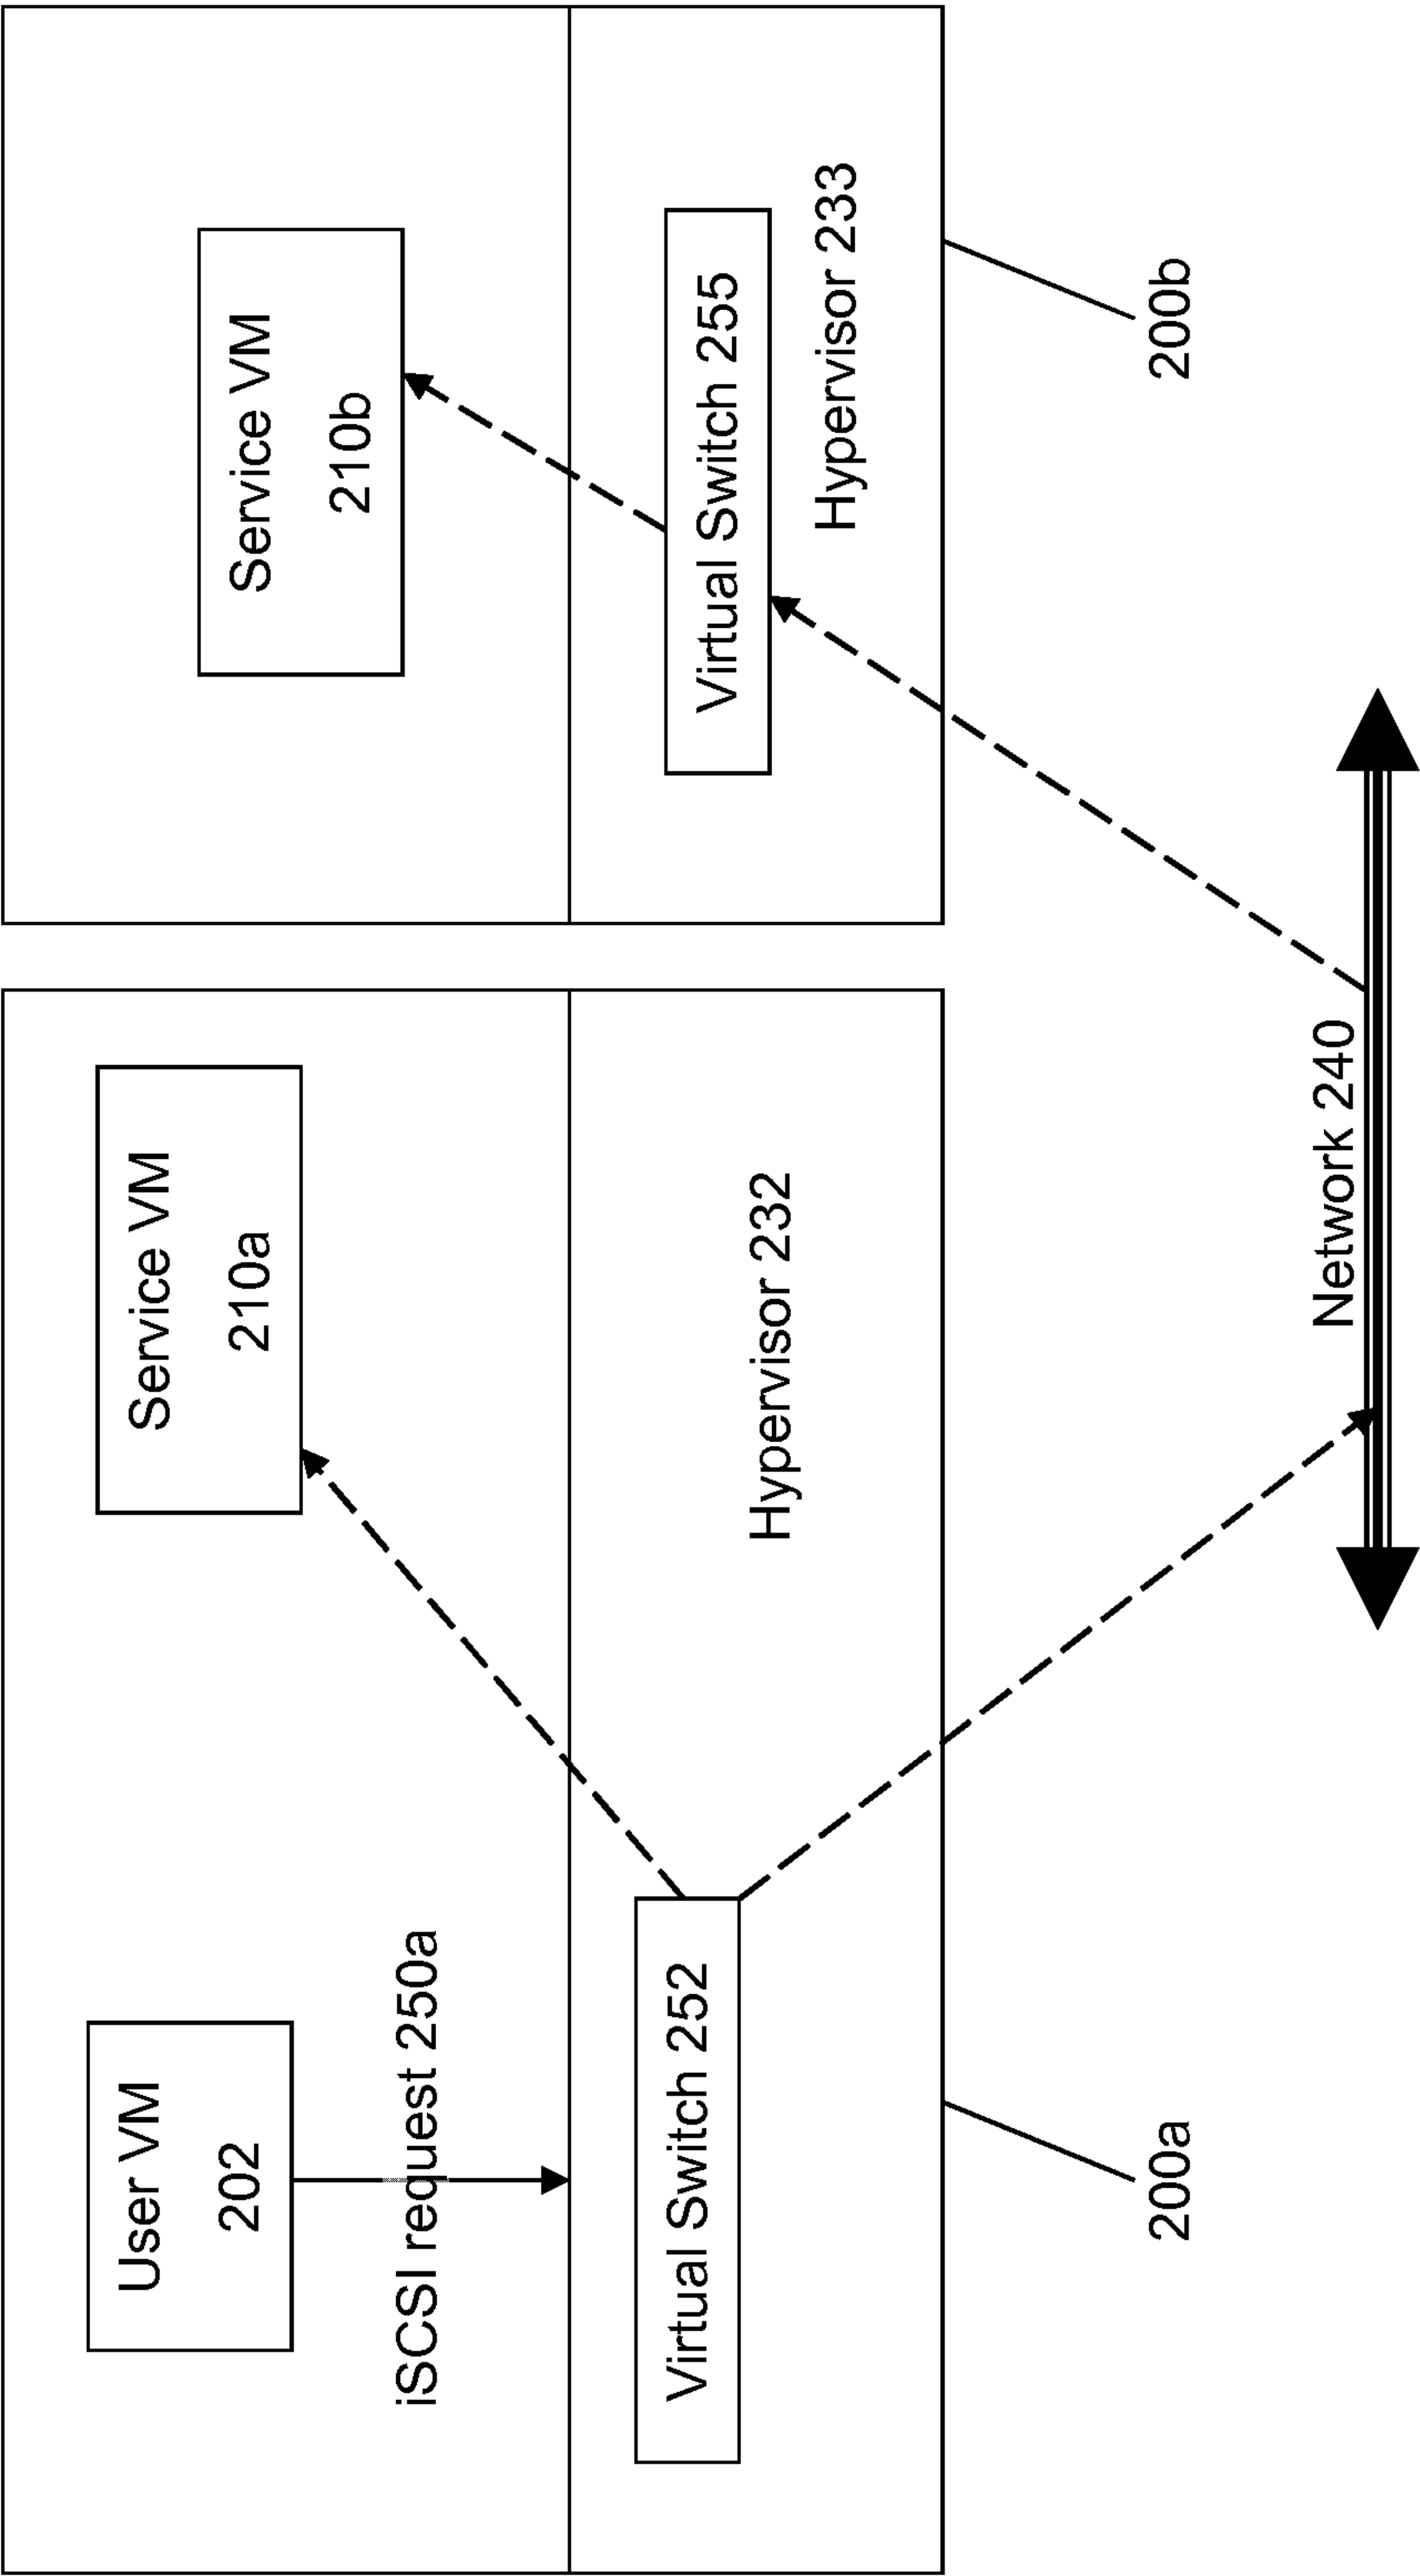 User VM
202
Service VM
210a
Service VM
210b
iSCSI request 250a
Virtual Switch 252
Hypervisor 232
Virtual Switch 255
Hypervisor 233
200a
200b
Network 240